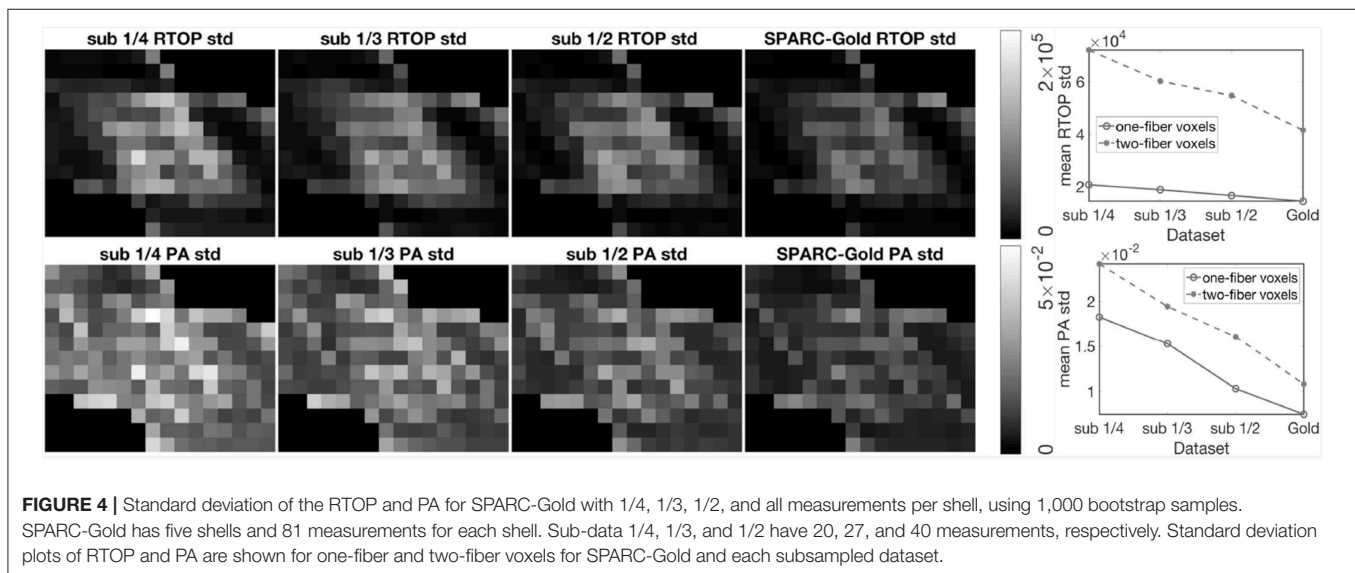 sub 1/4 RTOP std sub 1/3 RTOP std sub 1/2 RTOP std SPARC-Gold RTOP std
2×10⁵
0
×10⁴
6
4
2
mean RTOP std
one-fiber voxels
two-fiber voxels
sub 1/4 sub 1/3 sub 1/2 Gold
Dataset
sub 1/4 PA std sub 1/3 PA std sub 1/2 PA std SPARC-Gold PA std
5×10⁻²
0
×10⁻²
2
1.5
1
mean PA std
one-fiber voxels
two-fiber voxels
sub 1/4 sub 1/3 sub 1/2 Gold
Dataset
FIGURE 4 | Standard deviation of the RTOP and PA for SPARC-Gold with 1/4, 1/3, 1/2, and all measurements per shell, using 1,000 bootstrap samples.
SPARC-Gold has five shells and 81 measurements for each shell. Sub-data 1/4, 1/3, and 1/2 have 20, 27, and 40 measurements, respectively. Standard deviation
plots of RTOP and PA are shown for one-fiber and two-fiber voxels for SPARC-Gold and each subsampled dataset.